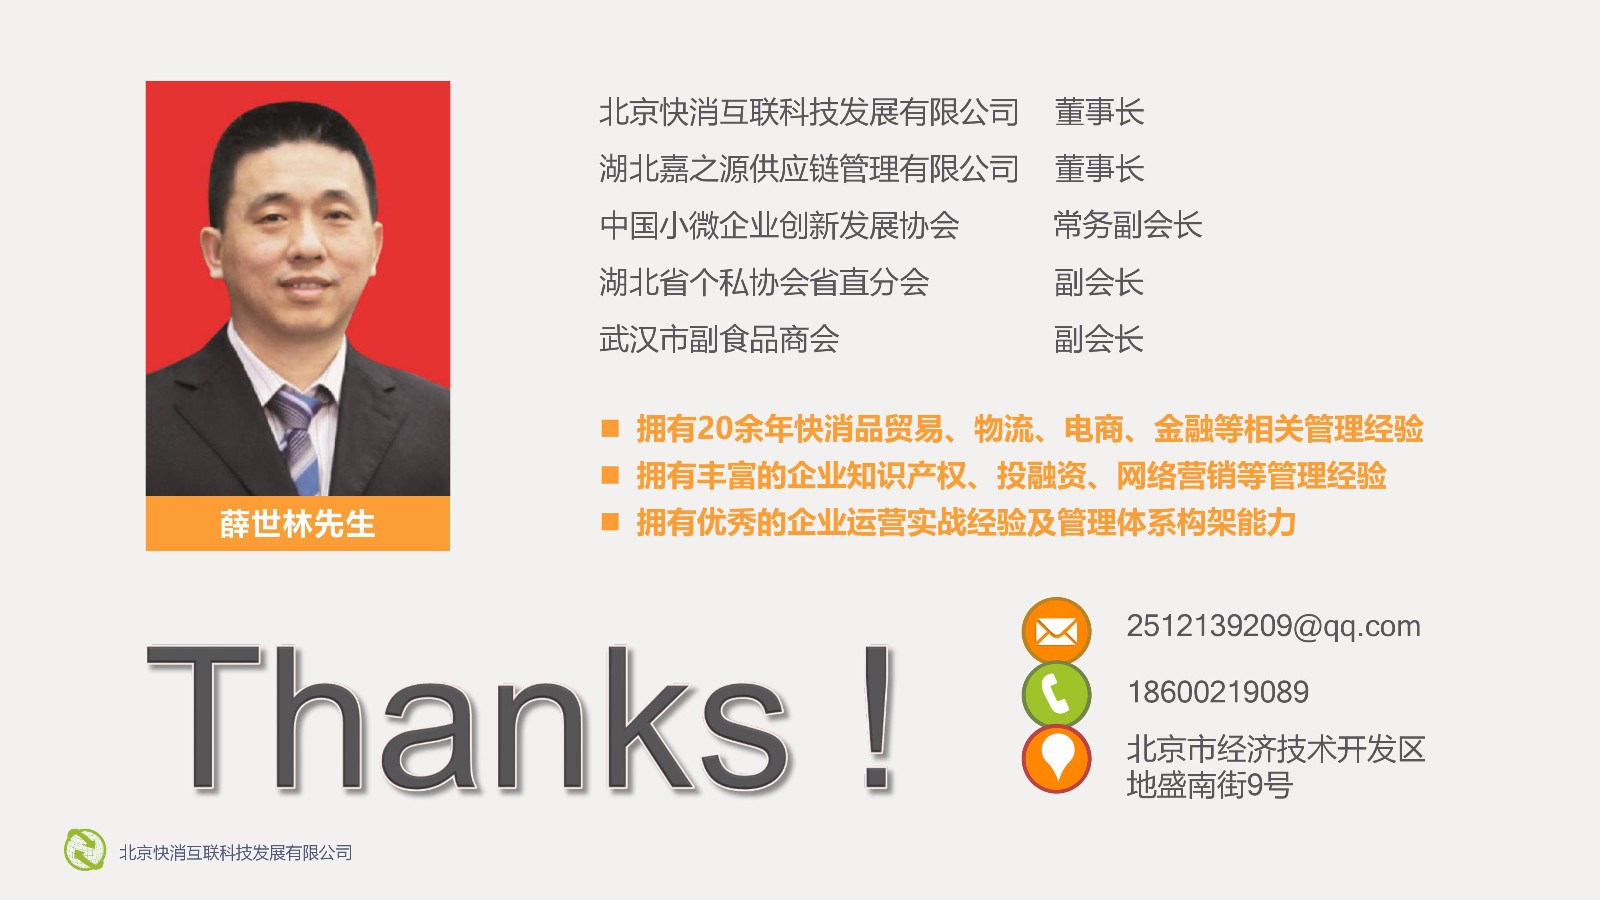 北京快消互联科技发展有限公司 董事长
湖北嘉之源供应链管理有限公司 董事长
中国小微企业创新发展协会 常务副会长
湖北省个私协会省直分会 副会长
武汉市副食品商会 副会长
薛世林先生
■ 拥有20余年快消品贸易、物流、电商、金融等相关管理经验
■ 拥有丰富的企业知识产权、投融资、网络营销等管理经验
■ 拥有优秀的企业运营实战经验及管理体系构架能力
Thanks！
2512139209@qq.com
18600219089
北京市经济技术开发区
地盛南街9号
北京快消互联科技发展有限公司